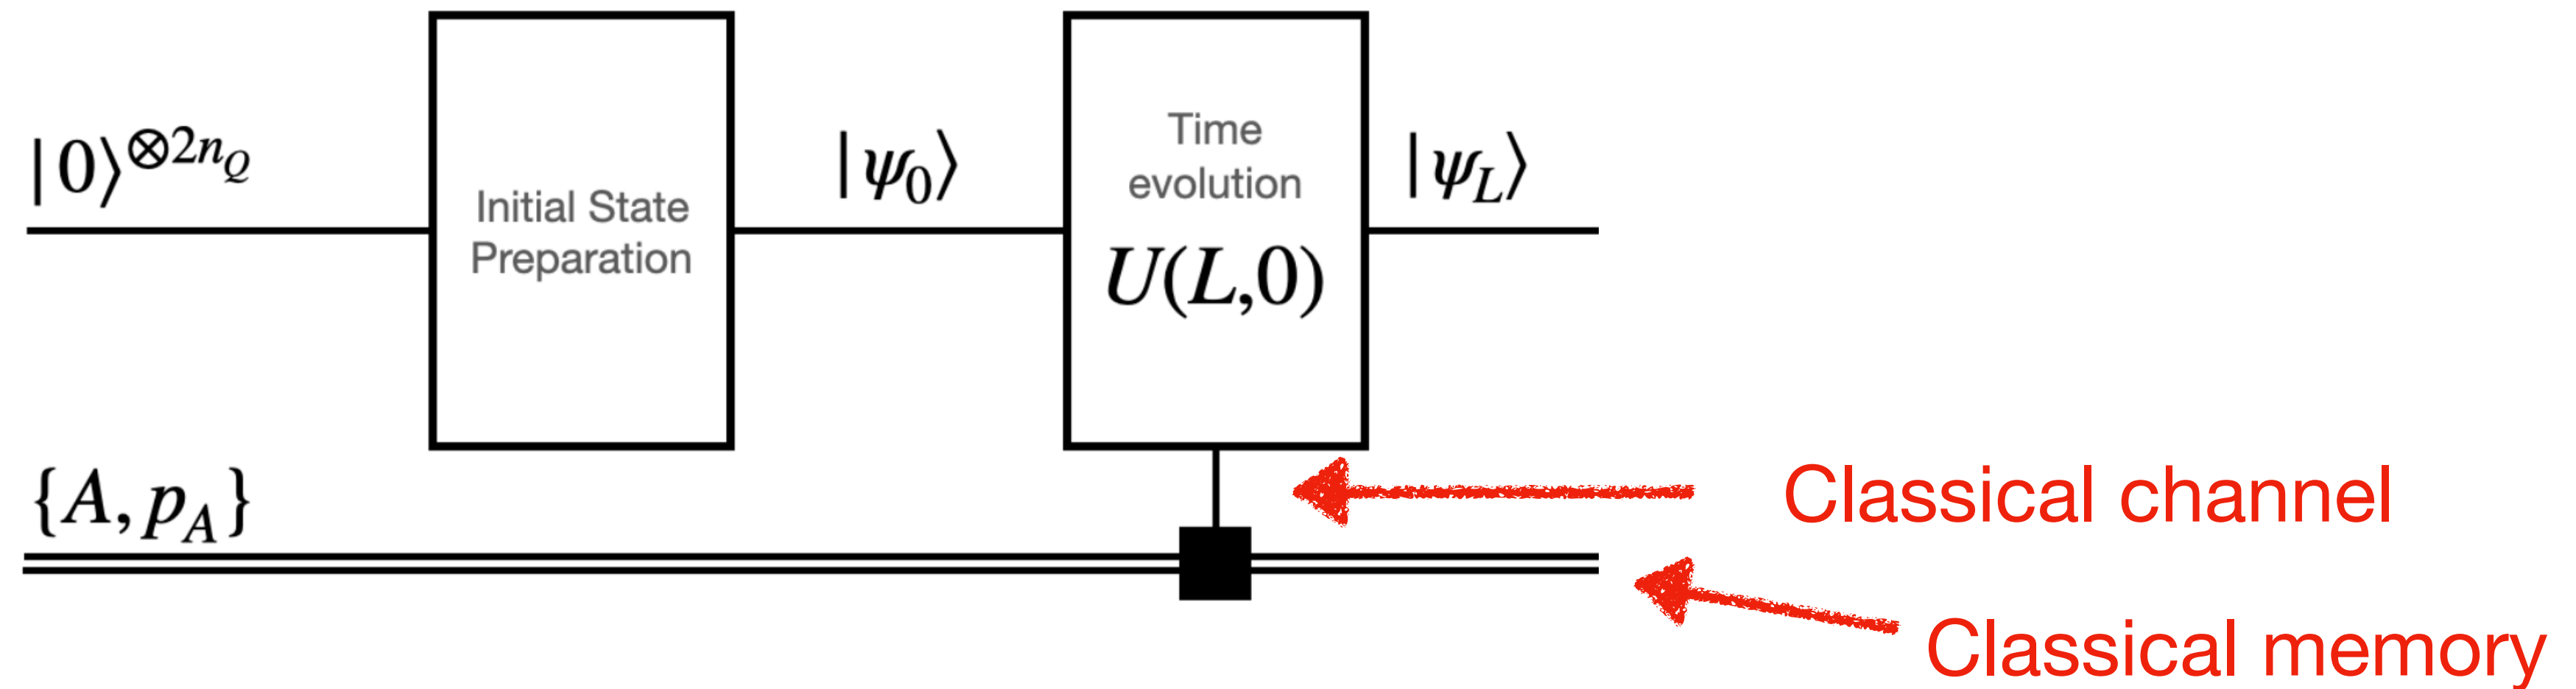 |0⟩^{⊗2n_Q}
Initial State
Preparation
|ψ_0⟩
Time
evolution
U(L,0)
|ψ_L⟩
{A, p_A}
Classical channel
Classical memory